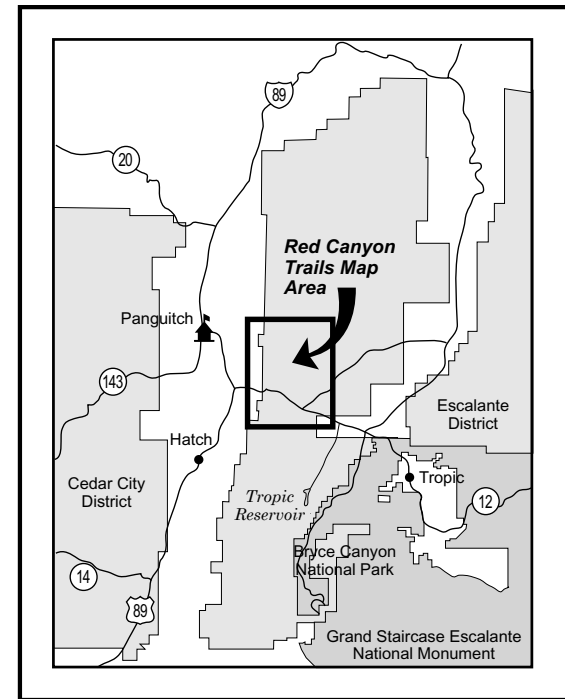 89
20
Red Canyon
Trails Map
Area
Panguitch
143
Hatch
Escalante
District
Cedar City
District
Tropic
Reservoir
Tropic
12
Bryce Canyon
National Park
14
89
Grand Staircase Escalante
National Monument